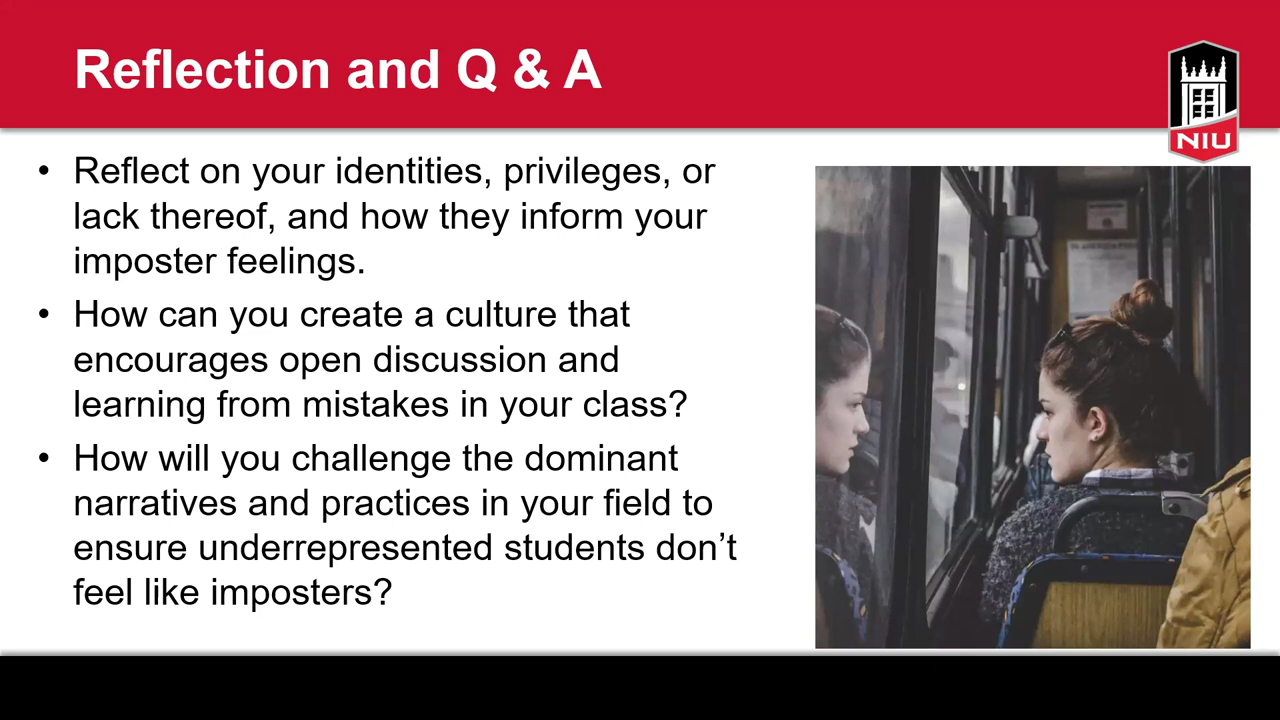 Reflection and Q & A
NIU
• Reflect on your identities, privileges, or
lack thereof, and how they inform your
imposter feelings.
• How can you create a culture that
encourages open discussion and
learning from mistakes in your class?
• How will you challenge the dominant
narratives and practices in your field to
ensure underrepresented students don’t
feel like imposters?